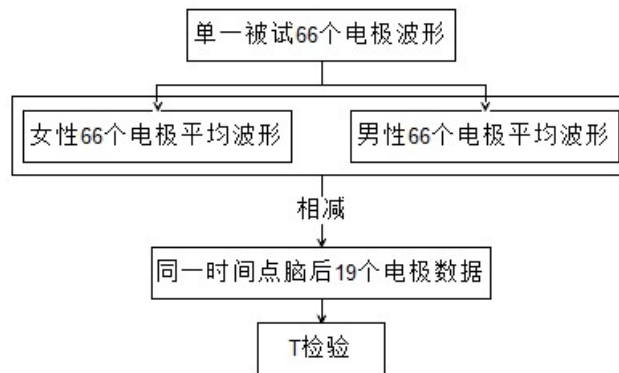 单一被试66个电极波形
女性66个电极平均波形
男性66个电极平均波形
相减
同一时间点脑后19个电极数据
T检验